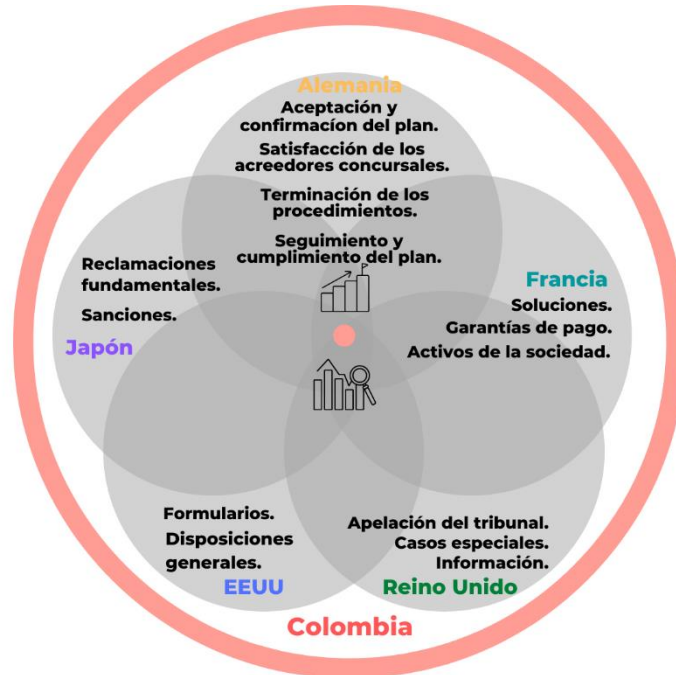 Alemania
Aceptación y
confirmacíon del plan.
Satisfacción de los
acreedores concursales.
Terminación de los
procedimientos.
Seguimiento y
cumplimiento del plan.
Reclamaciones
fundamentales.
Sanciones.
Japón
Francia
Soluciones.
Garantías de pago.
Activos de la sociedad.
Formularios.
Disposiciones
generales.
EEUU
Apelación del tribunal.
Casos especiales.
Información.
Reino Unido
Colombia